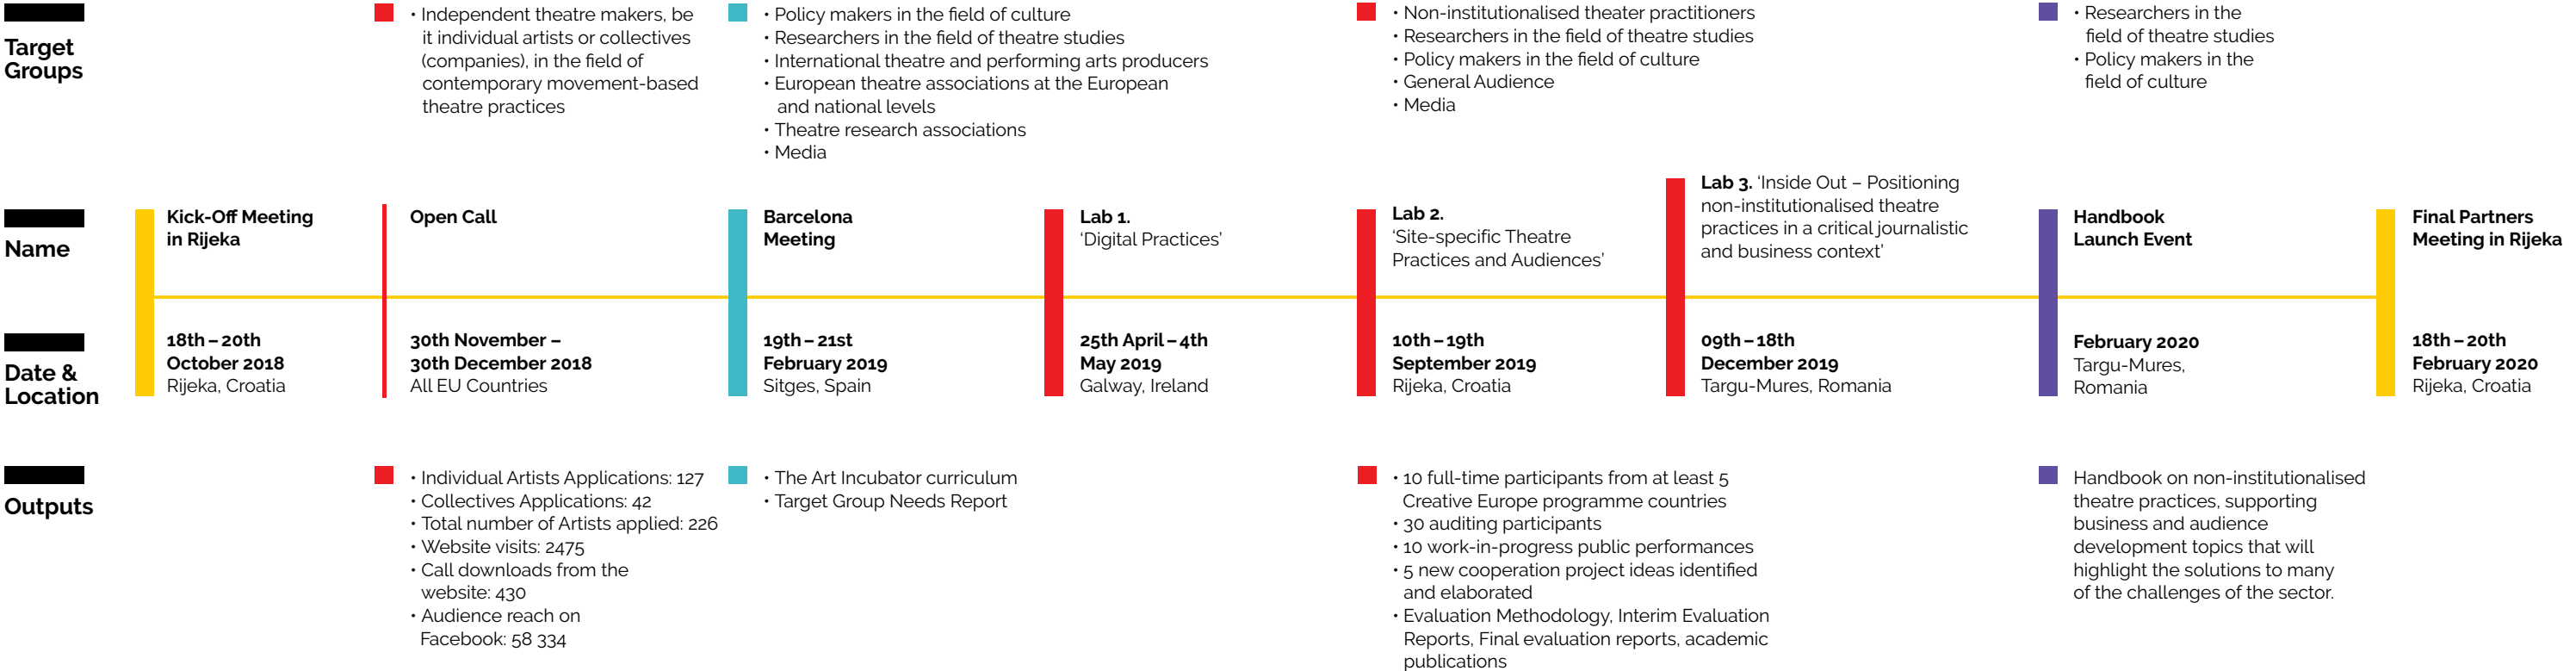 Target
Groups
• Independent theatre makers, be
it individual artists or collectives
(companies), in the field of
contemporary movement-based
theatre practices
• Policy makers in the field of culture
• Researchers in the field of theatre studies
• International theatre and performing arts producers
• European theatre associations at the European
and national levels
• Theatre research associations
• Media
• Non-institutionalised theater practitioners
• Researchers in the field of theatre studies
• Policy makers in the field of culture
• General Audience
• Media
• Researchers in the
field of theatre studies
• Policy makers in the
field of culture
Name
Kick-Off Meeting
in Rijeka
Open Call
Barcelona
Meeting
Lab 1.
‘Digital Practices’
Lab 2.
‘Site-specific Theatre
Practices and Audiences’
Lab 3. ‘Inside Out – Positioning
non-institutionalised theatre
practices in a critical journalistic
and business context’
Handbook
Launch Event
Final Partners
Meeting in Rijeka
Date &
Location
18th – 20th
October 2018
Rijeka, Croatia
30th November –
30th December 2018
All EU Countries
19th – 21st
February 2019
Sitges, Spain
25th April – 4th
May 2019
Galway, Ireland
10th – 19th
September 2019
Rijeka, Croatia
09th – 18th
December 2019
Targu-Mures, Romania
February 2020
Targu-Mures,
Romania
18th – 20th
February 2020
Rijeka, Croatia
Outputs
• Individual Artists Applications: 127
• Collectives Applications: 42
• Total number of Artists applied: 226
• Website visits: 2475
• Call downloads from the
website: 430
• Audience reach on
Facebook: 58 334
• The Art Incubator curriculum
• Target Group Needs Report
• 10 full-time participants from at least 5
Creative Europe programme countries
• 30 auditing participants
• 10 work-in-progress public performances
• 5 new cooperation project ideas identified
and elaborated
• Evaluation Methodology, Interim Evaluation
Reports, Final evaluation reports, academic
publications
Handbook on non-institutionalised
theatre practices, supporting
business and audience
development topics that will
highlight the solutions to many
of the challenges of the sector.